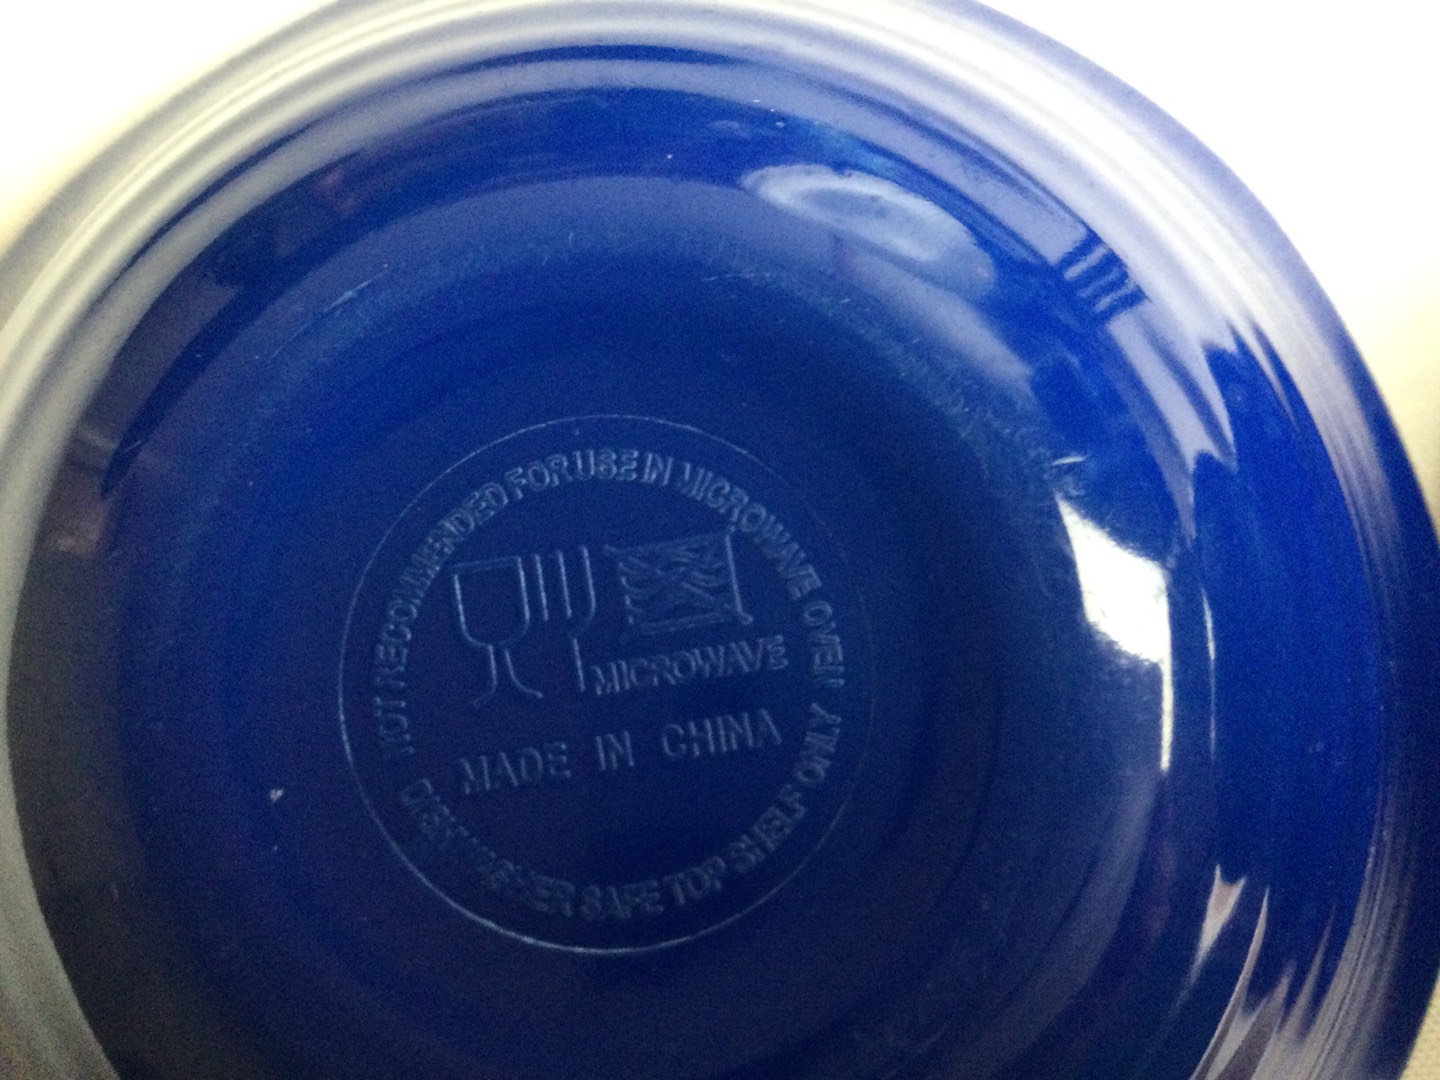 NOT RECOMMENDED FOR USE IN MICROWAVE OVEN
MICROWAVE
MADE IN CHINA
DISHWASHER SAFE TOP SHELF ONLY